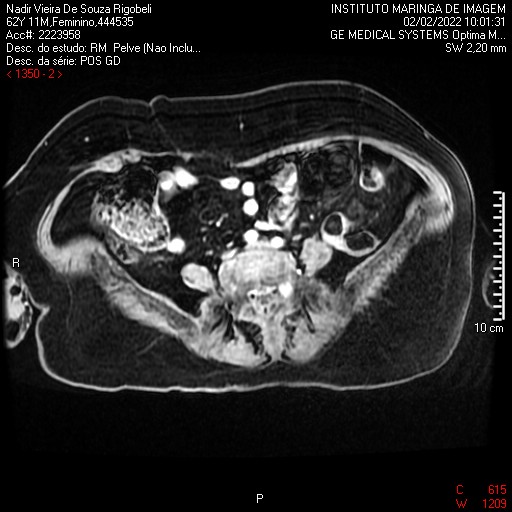 Nadir Vieira De Souza Rigobeli
62Y 11M,Feminino,444535
Acc#: 2223958
Desc. do estudo: RM Pelve (Nao Inclu...
Desc. da série: POS GD
< 1350 - 2 >
INSTITUTO MARINGA DE IMAGEM
02/02/2022 10:01:31
GE MEDICAL SYSTEMS Optima M...
SW 2,20 mm
R
10 cm
P
C 615
W 1209